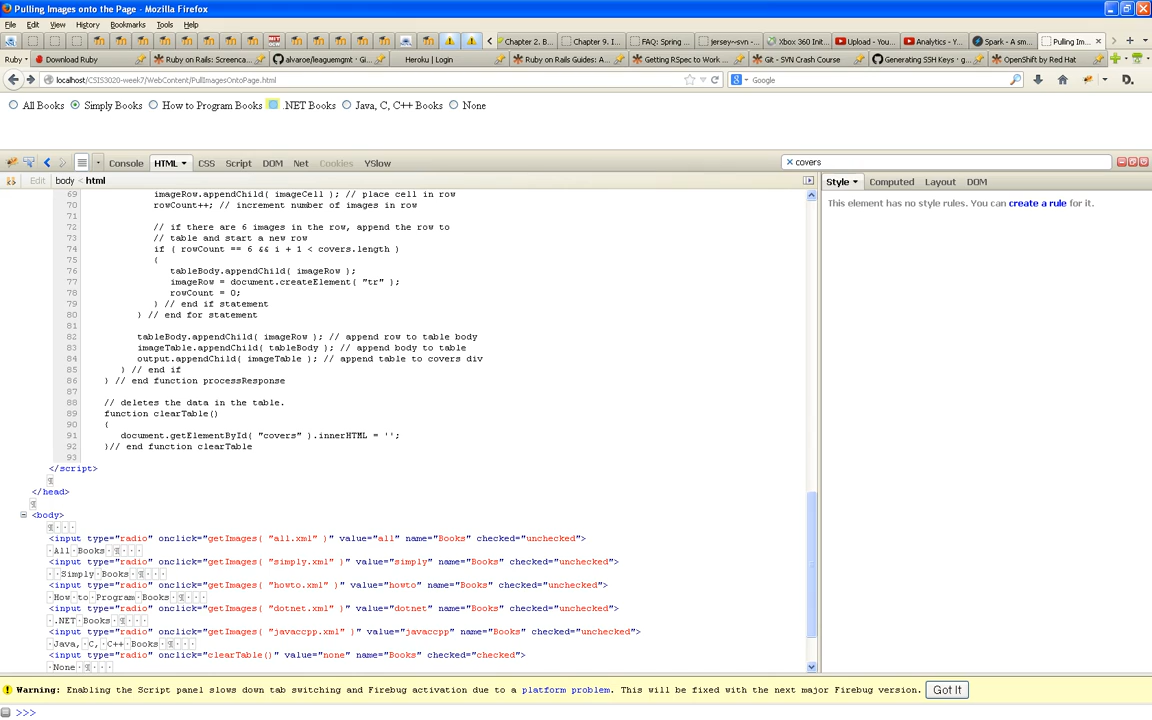 Pulling Images onto the Page - Mozilla Firefox
File Edit View History Bookmarks Tools Help
Chapter 2. B... Chapter 9. I... FAQ: Spring ... jersey~svn -... Xbox 360 Init... Upload - You... Analytics - Y... Spark - A sm... Pulling Im...
Ruby Download Ruby Ruby on Rails: Screenca... alvaroe/leaguemgmt · Gi... Heroku | Login Ruby on Rails Guides: A... Getting RSpec to Work ... Git - SVN Crash Course Generating SSH Keys · g... OpenShift by Red Hat
localhost/CSIS3020-week7/WebContent/PullImagesOntoPage.html Google D.
All Books Simply Books How to Program Books .NET Books Java, C, C++ Books None
Console HTML CSS Script DOM Net Cookies YSlow covers
Edit body < html Style Computed Layout DOM
This element has no style rules. You can create a rule for it.
69 imageRow.appendChild( imageCell ); // place cell in row
70 rowCount++; // increment number of images in row
71
72 // if there are 6 images in the row, append the row to
73 // table and start a new row
74 if ( rowCount == 6 && i + 1 < covers.length )
75 {
76 tableBody.appendChild( imageRow );
77 imageRow = document.createElement( "tr" );
78 rowCount = 0;
79 } // end if statement
80 } // end for statement
81
82 tableBody.appendChild( imageRow ); // append row to table body
83 imageTable.appendChild( tableBody ); // append body to table
84 output.appendChild( imageTable ); // append table to covers div
85 } // end if
86 } // end function processResponse
87
88 // deletes the data in the table.
89 function clearTable()
90 {
91 document.getElementById( "covers" ).innerHTML = '';
92 }// end function clearTable
93
</script>
¶
</head>
¶
<body>
¶ · · ·
<input type="radio" onclick="getImages( "all.xml" )" value="all" name="Books" checked="unchecked">
· All · Books · ¶ · · ·
<input type="radio" onclick="getImages( "simply.xml" )" value="simply" name="Books" checked="unchecked">
· · Simply · Books · ¶ · · ·
<input type="radio" onclick="getImages( "howto.xml" )" value="howto" name="Books" checked="unchecked">
· How · to · Program · Books · ¶ · · ·
<input type="radio" onclick="getImages( "dotnet.xml" )" value="dotnet" name="Books" checked="unchecked">
· .NET · Books · ¶ · · ·
<input type="radio" onclick="getImages( "javaccpp.xml" )" value="javaccpp" name="Books" checked="unchecked">
· Java, · C, · C++ · Books · ¶ · · ·
<input type="radio" onclick="clearTable()" value="none" name="Books" checked="checked">
· None · ¶ · · ·
Warning: Enabling the Script panel slows down tab switching and Firebug activation due to a platform problem. This will be fixed with the next major Firebug version. Got It
>>>